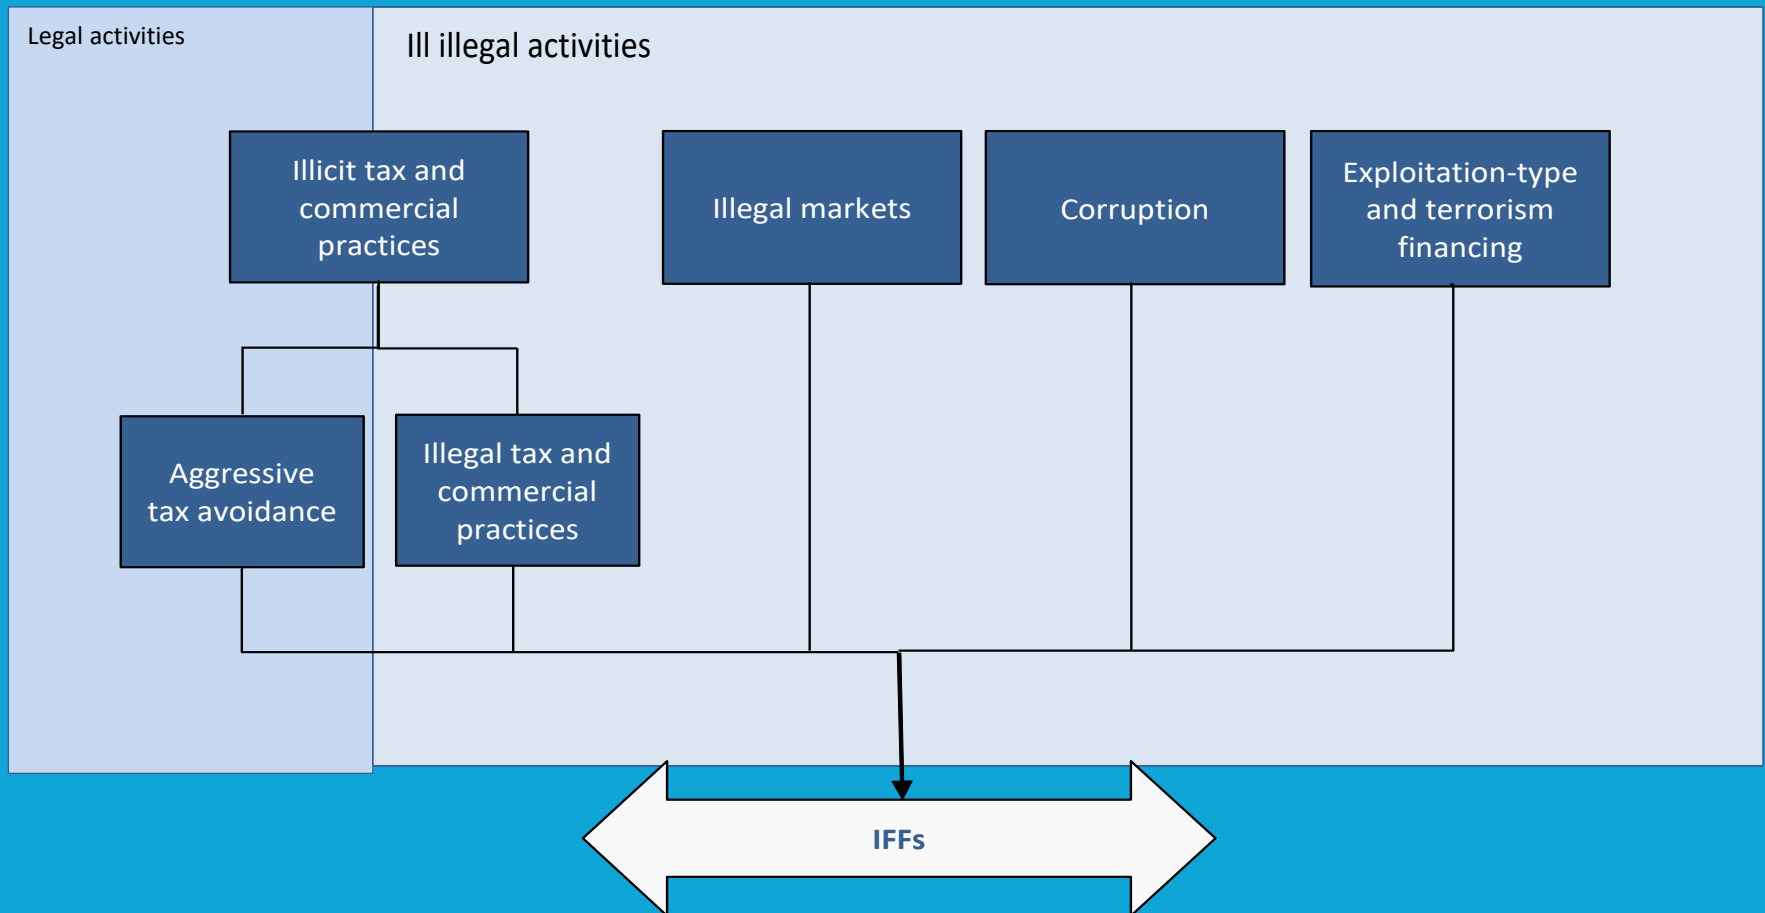 Legal activities
Ill illegal activities
Illicit tax and
commercial
practices
Illegal markets
Corruption
Exploitation-type
and terrorism
financing
Aggressive
tax avoidance
Illegal tax and
commercial
practices
IFFs